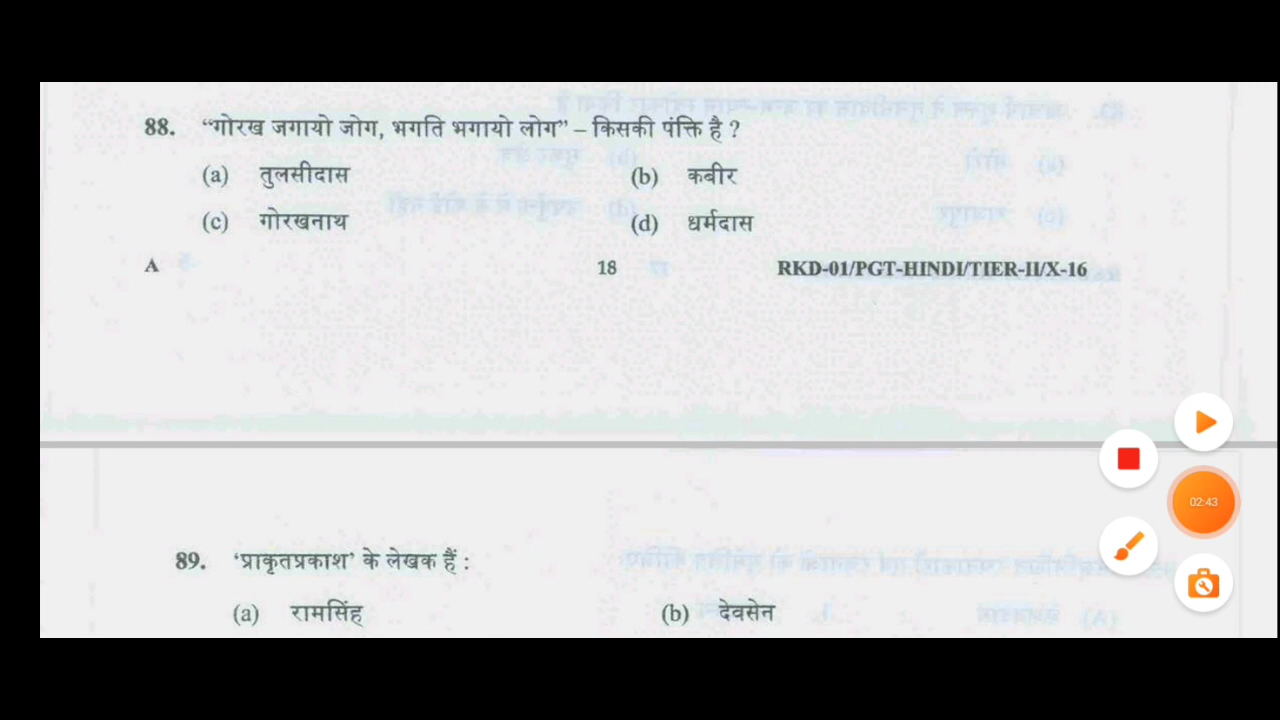 88. “गोरख जगायो जोग, भगति भगायो लोग” – किसकी पंक्ति है ?
(a) तुलसीदास (b) कबीर
(c) गोरखनाथ (d) धर्मदास
A 18 RKD-01/PGT-HINDI/TIER-II/X-16
02:43
89. ‘प्राकृतप्रकाश’ के लेखक हैं :
(a) रामसिंह (b) देवसेन